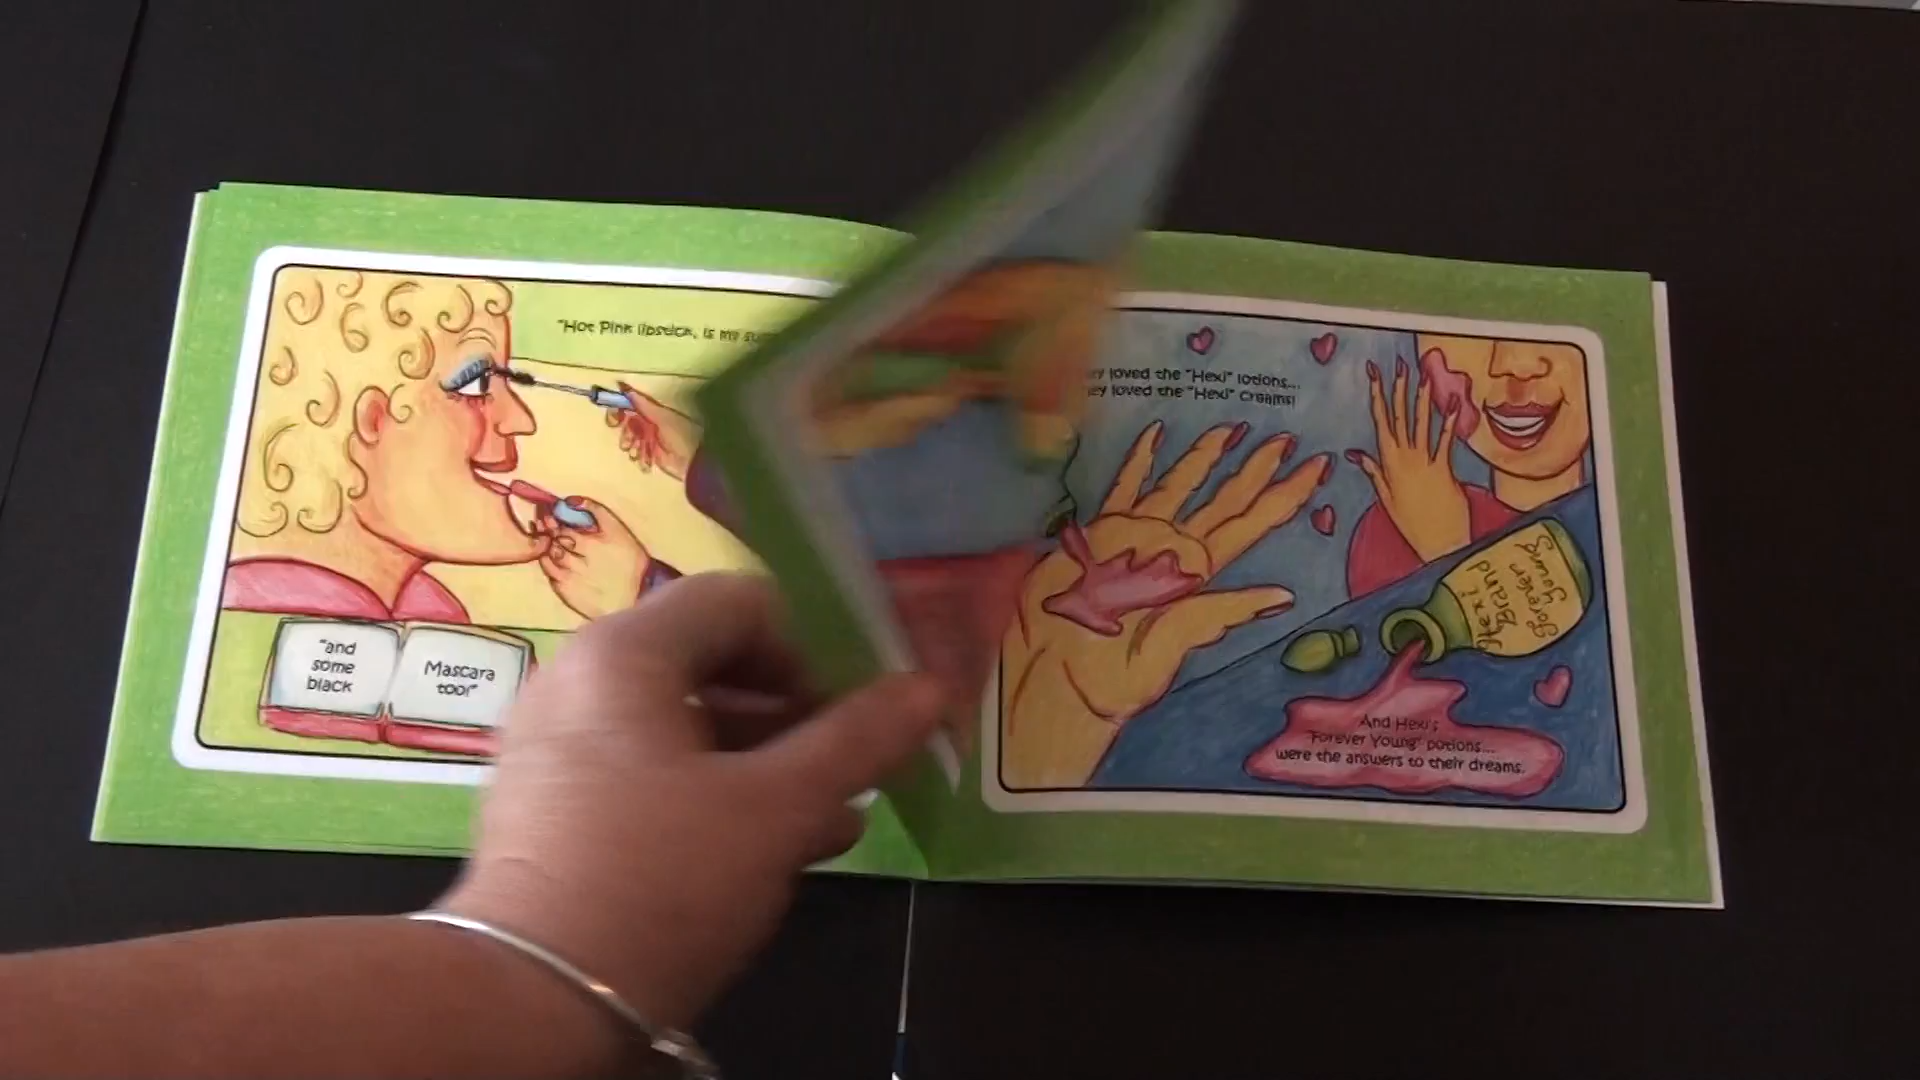 "Hot Pink lipstick, is my
"and
some
black
Mascara
too!"
loved the "Hexi" lotions...
loved the "Hexi" Creams!
Hexi
Brand
Forever
Young
And Hexi's
"Forever Young" potions...
were the answers to their dreams.